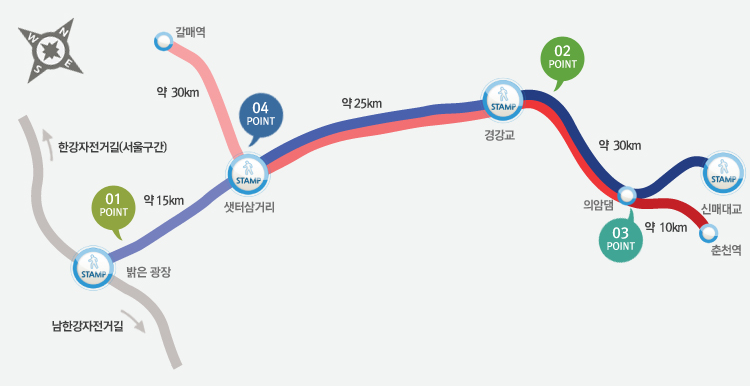 N
W
E
S
갈매역
약 30km
04
POINT
약 25km
STAMP
경강교
02
POINT
한강자전거길(서울구간)
01
POINT
약 15km
STAMP
샛터삼거리
약 30km
STAMP
신매대교
의암댐
03
POINT
약 10km
춘천역
STAMP
밝은 광장
남한강자전거길